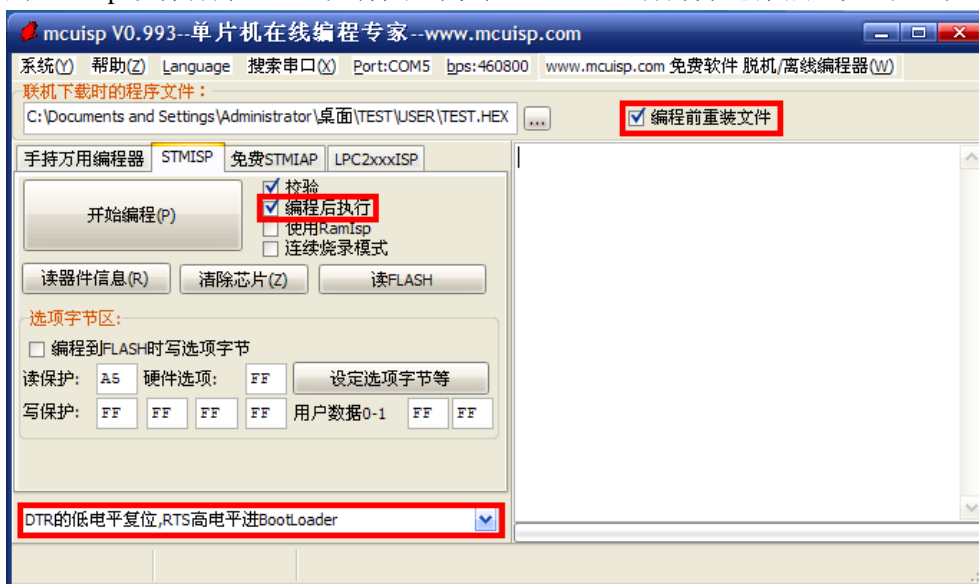 mcuisp V0.993--单片机在线编程专家--www.mcuisp.com
系统(Y) 帮助(Z) Language 搜索串口(X) Port:COM5 bps:460800 www.mcuisp.com 免费软件 脱机/离线编程器(W)
联机下载时的程序文件：
C:\Documents and Settings\Administrator\桌面\TEST\USER\TEST.HEX ... 编程前重装文件
手持万用编程器 STMISP 免费STMIAP LPC2xxxISP
校验
开始编程(P) 编程后执行
使用RamIsp
连续烧录模式
读器件信息(R) 清除芯片(Z) 读FLASH
选项字节区:
编程到FLASH时写选项字节
读保护: A5 硬件选项: FF 设定选项字节等
写保护: FF FF FF FF 用户数据0-1 FF FF
DTR的低电平复位,RTS高电平进BootLoader